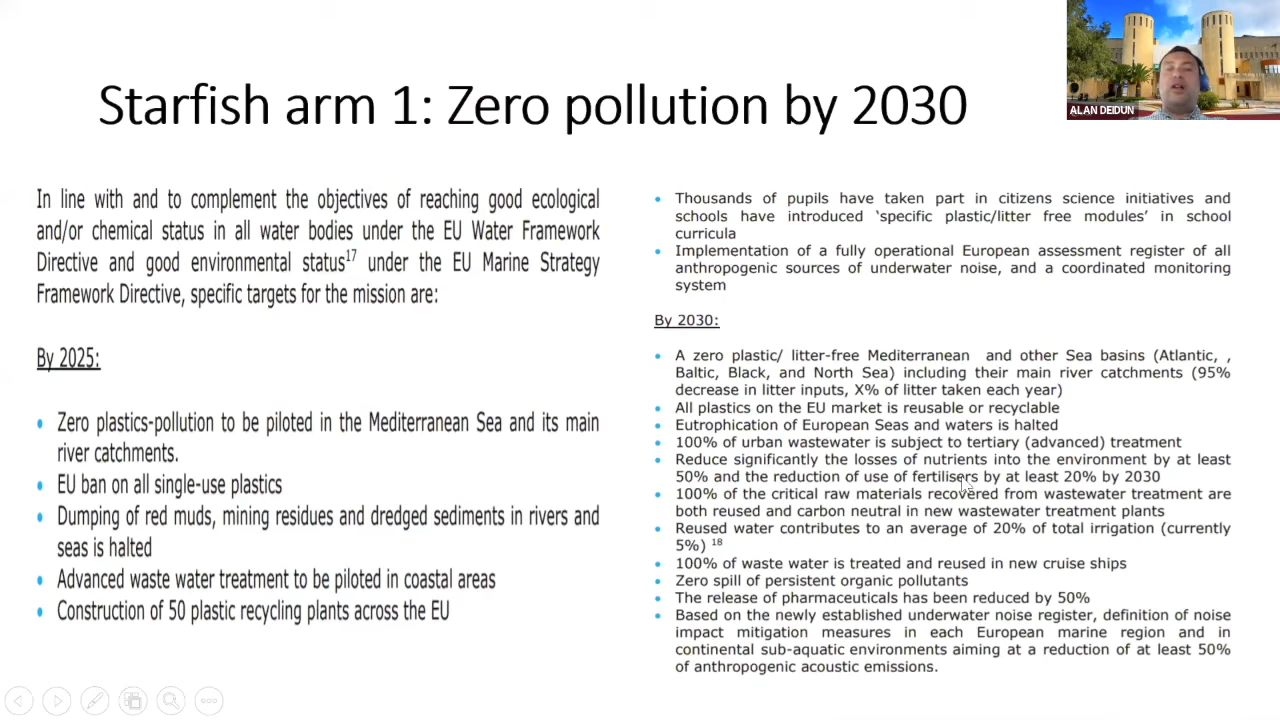 Starfish arm 1: Zero pollution by 2030
ALAN DEIDUN
In line with and to complement the objectives of reaching good ecological
and/or chemical status in all water bodies under the EU Water Framework
Directive and good environmental status17 under the EU Marine Strategy
Framework Directive, specific targets for the mission are:
By 2025:
• Zero plastics-pollution to be piloted in the Mediterranean Sea and its main
river catchments.
• EU ban on all single-use plastics
• Dumping of red muds, mining residues and dredged sediments in rivers and
seas is halted
• Advanced waste water treatment to be piloted in coastal areas
• Construction of 50 plastic recycling plants across the EU
• Thousands of pupils have taken part in citizens science initiatives and
schools have introduced ‘specific plastic/litter free modules’ in school
curricula
• Implementation of a fully operational European assessment register of all
anthropogenic sources of underwater noise, and a coordinated monitoring
system
By 2030:
• A zero plastic/ litter-free Mediterranean and other Sea basins (Atlantic, ,
Baltic, Black, and North Sea) including their main river catchments (95%
decrease in litter inputs, X% of litter taken each year)
• All plastics on the EU market is reusable or recyclable
• Eutrophication of European Seas and waters is halted
• 100% of urban wastewater is subject to tertiary (advanced) treatment
• Reduce significantly the losses of nutrients into the environment by at least
50% and the reduction of use of fertilisers by at least 20% by 2030
• 100% of the critical raw materials recovered from wastewater treatment are
both reused and carbon neutral in new wastewater treatment plants
• Reused water contributes to an average of 20% of total irrigation (currently
5%) 18
• 100% of waste water is treated and reused in new cruise ships
• Zero spill of persistent organic pollutants
• The release of pharmaceuticals has been reduced by 50%
• Based on the newly established underwater noise register, definition of noise
impact mitigation measures in each European marine region and in
continental sub-aquatic environments aiming at a reduction of at least 50%
of anthropogenic acoustic emissions.